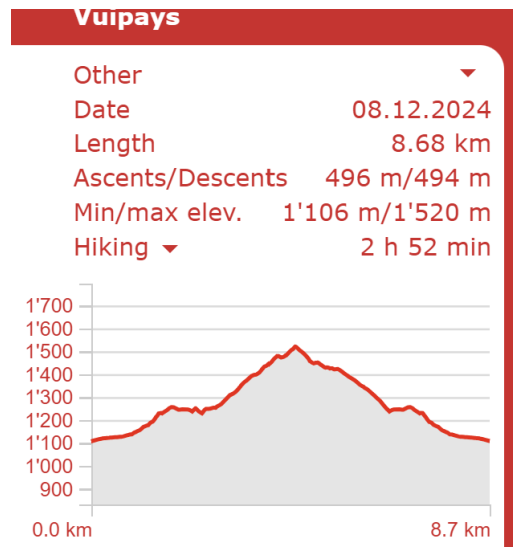 Vuipays
Other
Date 08.12.2024
Length 8.68 km
Ascents/Descents 496 m/494 m
Min/max elev. 1'106 m/1'520 m
Hiking 2 h 52 min
1'700
1'600
1'500
1'400
1'300
1'200
1'100
1'000
900
0.0 km 8.7 km